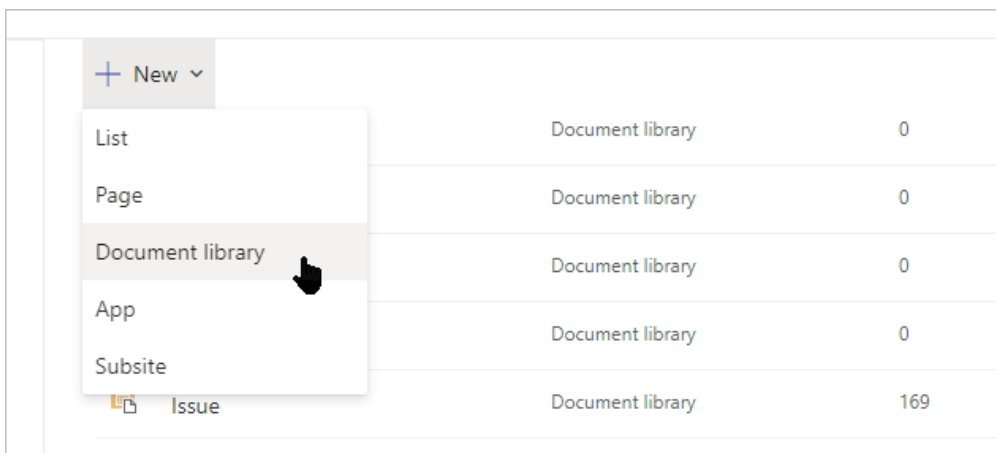 New
List
Document library 0
Page
Document library 0
Document library
Document library 0
App
Document library 0
Subsite
Issue Document library 169